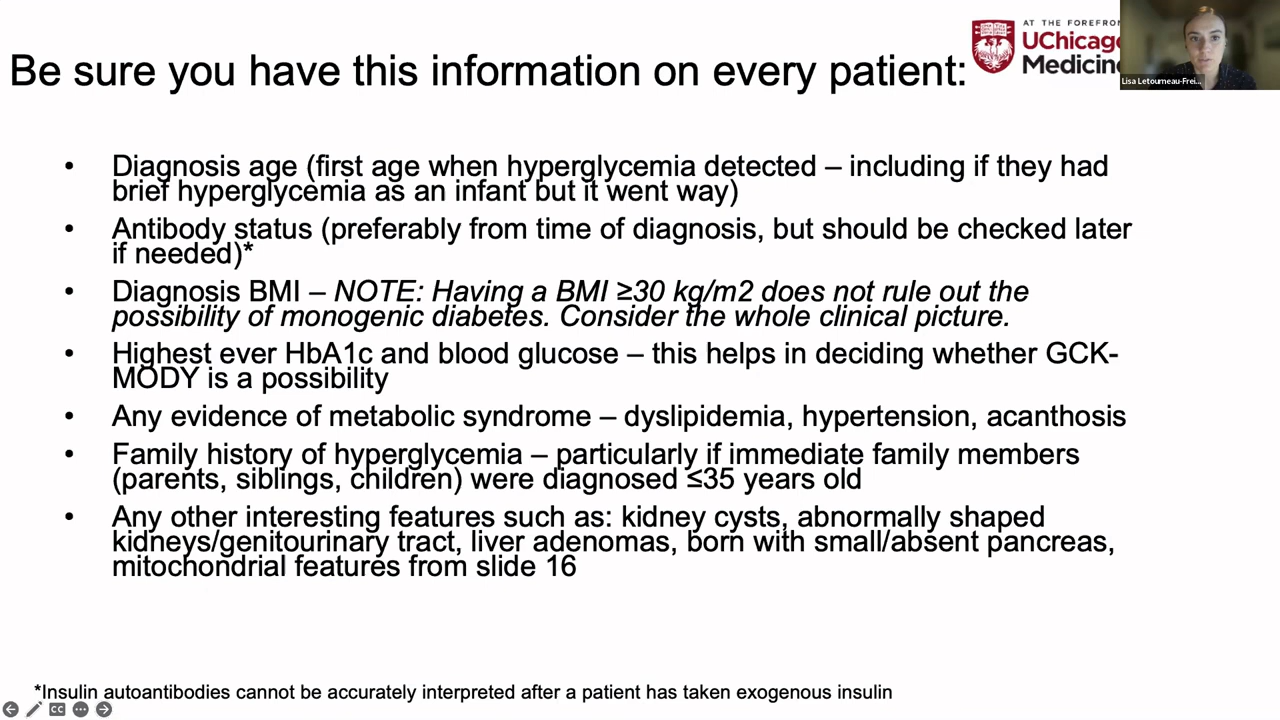 AT THE FOREFRON
UChicago
Medicine
Lisa Letourneau-Frei...
Be sure you have this information on every patient:
• Diagnosis age (first age when hyperglycemia detected – including if they had
brief hyperglycemia as an infant but it went way)
• Antibody status (preferably from time of diagnosis, but should be checked later
if needed)*
• Diagnosis BMI – NOTE: Having a BMI ≥30 kg/m2 does not rule out the
possibility of monogenic diabetes. Consider the whole clinical picture.
• Highest ever HbA1c and blood glucose – this helps in deciding whether GCK-
MODY is a possibility
• Any evidence of metabolic syndrome – dyslipidemia, hypertension, acanthosis
• Family history of hyperglycemia – particularly if immediate family members
(parents, siblings, children) were diagnosed ≤35 years old
• Any other interesting features such as: kidney cysts, abnormally shaped
kidneys/genitourinary tract, liver adenomas, born with small/absent pancreas,
mitochondrial features from slide 16
*Insulin autoantibodies cannot be accurately interpreted after a patient has taken exogenous insulin
CC